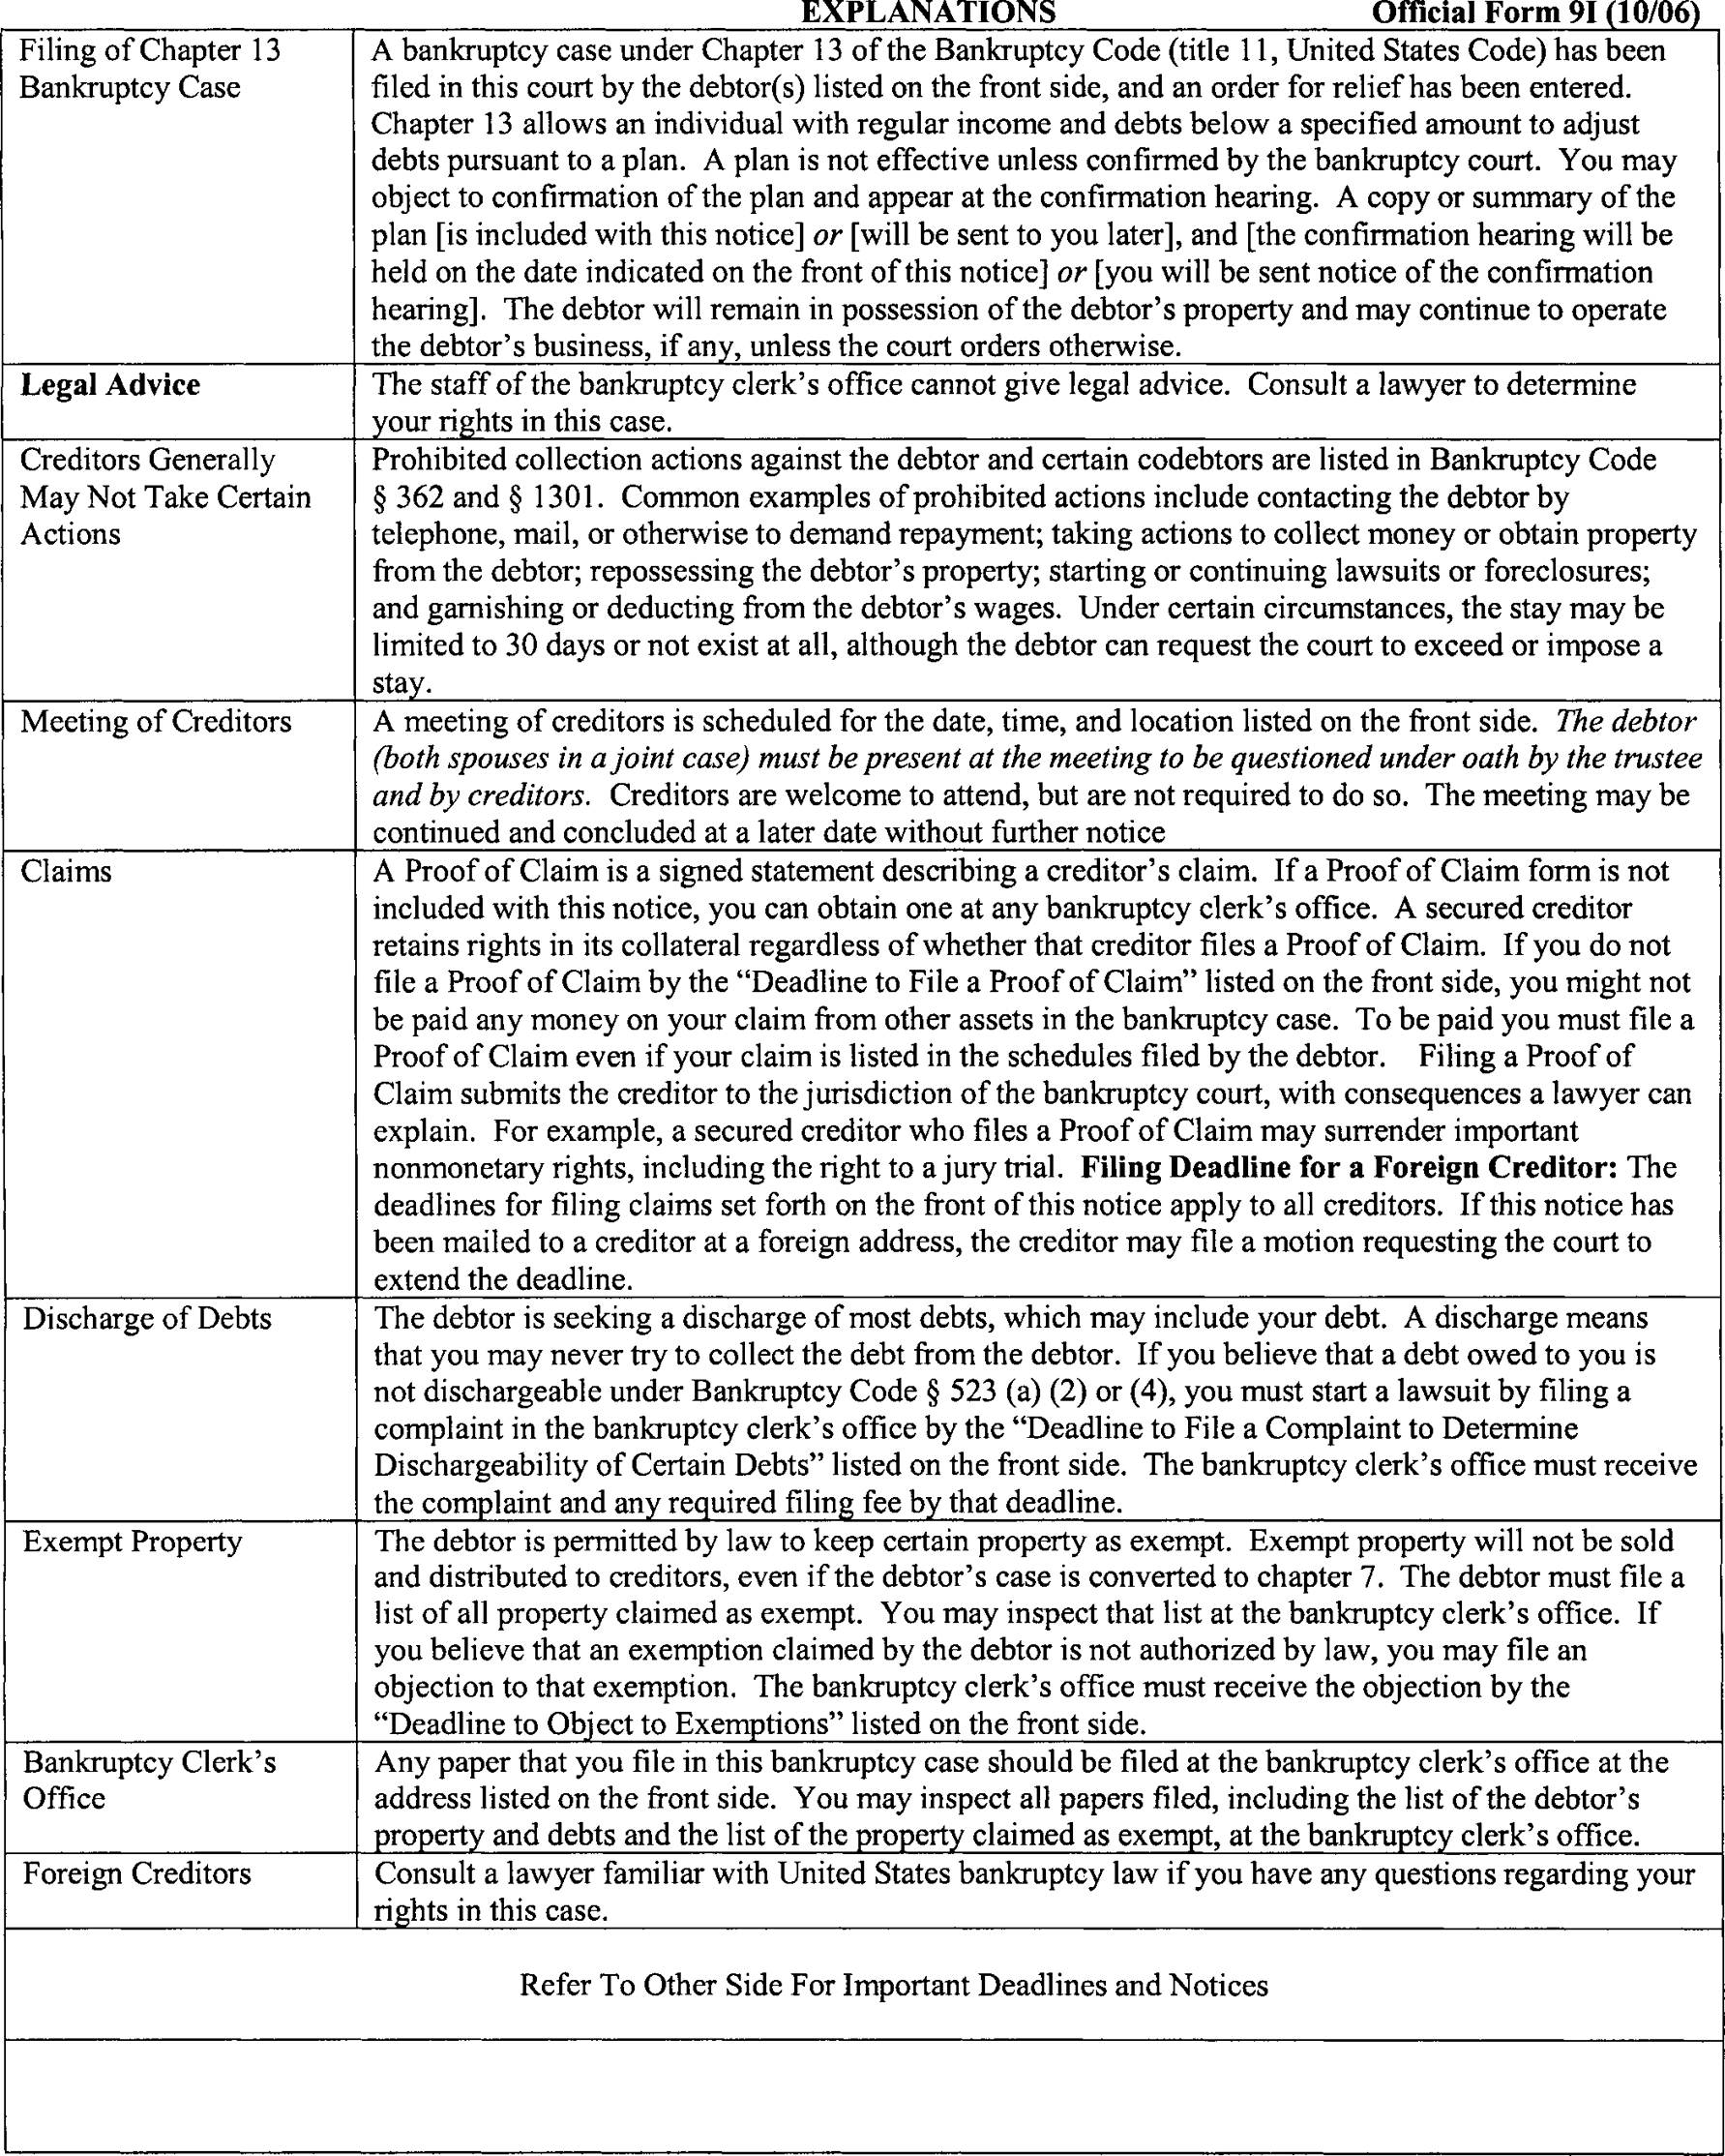 EXPLANATIONS Official Form 9I (10/06)
Filing of Chapter 13
Bankruptcy Case
A bankruptcy case under Chapter 13 of the Bankruptcy Code (title 11, United States Code) has been
filed in this court by the debtor(s) listed on the front side, and an order for relief has been entered.
Chapter 13 allows an individual with regular income and debts below a specified amount to adjust
debts pursuant to a plan. A plan is not effective unless confirmed by the bankruptcy court. You may
object to confirmation of the plan and appear at the confirmation hearing. A copy or summary of the
plan [is included with this notice] or [will be sent to you later], and [the confirmation hearing will be
held on the date indicated on the front of this notice] or [you will be sent notice of the confirmation
hearing]. The debtor will remain in possession of the debtor's property and may continue to operate
the debtor's business, if any, unless the court orders otherwise.
Legal Advice
The staff of the bankruptcy clerk's office cannot give legal advice. Consult a lawyer to determine
your rights in this case.
Creditors Generally
May Not Take Certain
Actions
Prohibited collection actions against the debtor and certain codebtors are listed in Bankruptcy Code
§ 362 and § 1301. Common examples of prohibited actions include contacting the debtor by
telephone, mail, or otherwise to demand repayment; taking actions to collect money or obtain property
from the debtor; repossessing the debtor's property; starting or continuing lawsuits or foreclosures;
and garnishing or deducting from the debtor's wages. Under certain circumstances, the stay may be
limited to 30 days or not exist at all, although the debtor can request the court to exceed or impose a
stay.
Meeting of Creditors
A meeting of creditors is scheduled for the date, time, and location listed on the front side. The debtor
(both spouses in a joint case) must be present at the meeting to be questioned under oath by the trustee
and by creditors. Creditors are welcome to attend, but are not required to do so. The meeting may be
continued and concluded at a later date without further notice
Claims
A Proof of Claim is a signed statement describing a creditor's claim. If a Proof of Claim form is not
included with this notice, you can obtain one at any bankruptcy clerk's office. A secured creditor
retains rights in its collateral regardless of whether that creditor files a Proof of Claim. If you do not
file a Proof of Claim by the “Deadline to File a Proof of Claim” listed on the front side, you might not
be paid any money on your claim from other assets in the bankruptcy case. To be paid you must file a
Proof of Claim even if your claim is listed in the schedules filed by the debtor. Filing a Proof of
Claim submits the creditor to the jurisdiction of the bankruptcy court, with consequences a lawyer can
explain. For example, a secured creditor who files a Proof of Claim may surrender important
nonmonetary rights, including the right to a jury trial. Filing Deadline for a Foreign Creditor: The
deadlines for filing claims set forth on the front of this notice apply to all creditors. If this notice has
been mailed to a creditor at a foreign address, the creditor may file a motion requesting the court to
extend the deadline.
Discharge of Debts
The debtor is seeking a discharge of most debts, which may include your debt. A discharge means
that you may never try to collect the debt from the debtor. If you believe that a debt owed to you is
not dischargeable under Bankruptcy Code § 523 (a) (2) or (4), you must start a lawsuit by filing a
complaint in the bankruptcy clerk's office by the “Deadline to File a Complaint to Determine
Dischargeability of Certain Debts” listed on the front side. The bankruptcy clerk's office must receive
the complaint and any required filing fee by that deadline.
Exempt Property
The debtor is permitted by law to keep certain property as exempt. Exempt property will not be sold
and distributed to creditors, even if the debtor's case is converted to chapter 7. The debtor must file a
list of all property claimed as exempt. You may inspect that list at the bankruptcy clerk's office. If
you believe that an exemption claimed by the debtor is not authorized by law, you may file an
objection to that exemption. The bankruptcy clerk's office must receive the objection by the
“Deadline to Object to Exemptions” listed on the front side.
Bankruptcy Clerk's
Office
Any paper that you file in this bankruptcy case should be filed at the bankruptcy clerk's office at the
address listed on the front side. You may inspect all papers filed, including the list of the debtor's
property and debts and the list of the property claimed as exempt, at the bankruptcy clerk's office.
Foreign Creditors
Consult a lawyer familiar with United States bankruptcy law if you have any questions regarding your
rights in this case.
Refer To Other Side For Important Deadlines and Notices